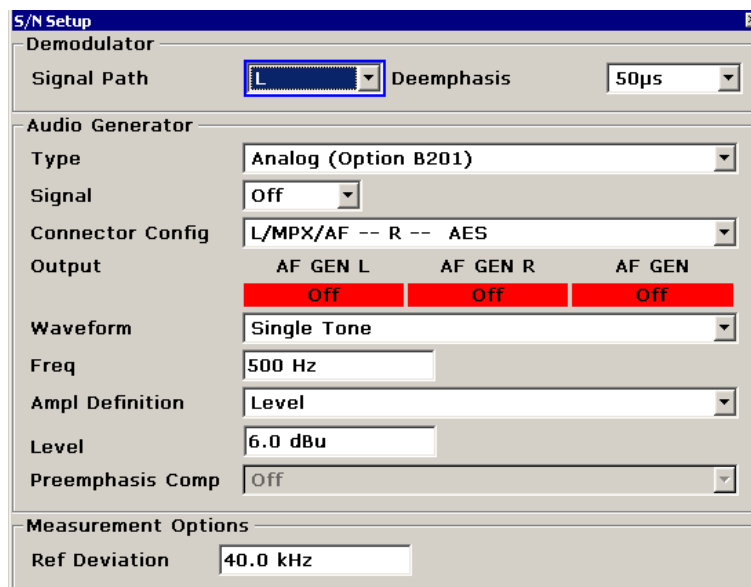 S/N Setup
Demodulator
Signal Path L Deemphasis 50µs
Audio Generator
Type Analog (Option B201)
Signal Off
Connector Config L/MPX/AF -- R -- AES
Output AF GEN L AF GEN R AF GEN
Off Off Off
Waveform Single Tone
Freq 500 Hz
Ampl Definition Level
Level 6.0 dBu
Preemphasis Comp Off
Measurement Options
Ref Deviation 40.0 kHz